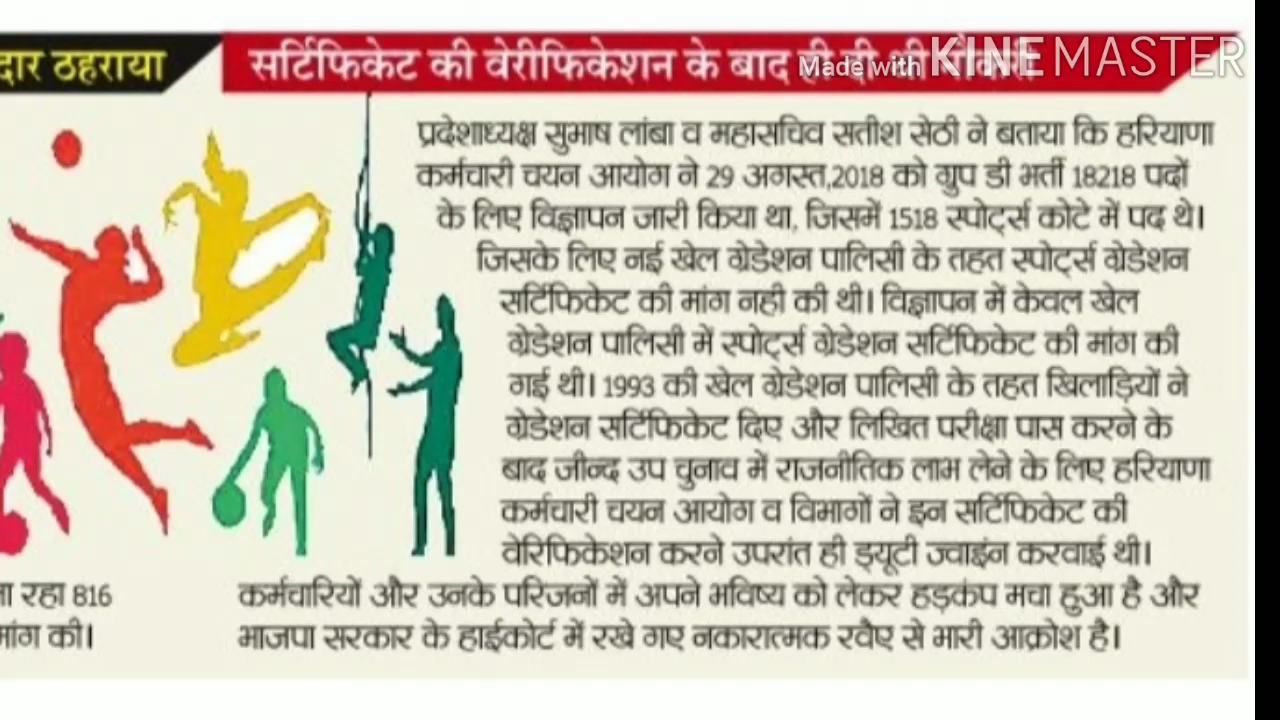 दार ठहराया
सर्टिफिकेट की वेरीफिकेशन के बाद ही दी थी नौकरी
Made with KINEMASTER
प्रदेशाध्यक्ष सुभाष लांबा व महासचिव सतीश सेठी ने बताया कि हरियाणा
कर्मचारी चयन आयोग ने 29 अगस्त,2018 को ग्रुप डी भर्ती 18218 पदों
के लिए विज्ञापन जारी किया था, जिसमें 1518 स्पोर्ट्स कोटे में पद थे।
जिसके लिए नई खेल ग्रेडेशन पालिसी के तहत स्पोर्ट्स ग्रेडेशन
सर्टिफिकेट की मांग नही की थी। विज्ञापन में केवल खेल
ग्रेडेशन पालिसी में स्पोर्ट्स ग्रेडेशन सर्टिफिकेट की मांग की
गई थी। 1993 की खेल ग्रेडेशन पालिसी के तहत खिलाड़ियों ने
ग्रेडेशन सर्टिफिकेट दिए और लिखित परीक्षा पास करने के
बाद जीन्द उप चुनाव में राजनीतिक लाभ लेने के लिए हरियाणा
कर्मचारी चयन आयोग व विभागों ने इन सर्टिफिकेट की
वेरिफिकेशन करने उपरांत ही ड्यूटी ज्वाईन करवाई थी।
कर्मचारियों और उनके परिजनों में अपने भविष्य को लेकर हड़कंप मचा हुआ है और
भाजपा सरकार के हाईकोर्ट में रखे गए नकारात्मक रवैए से भारी आक्रोश है।
रहा 816
मांग की।